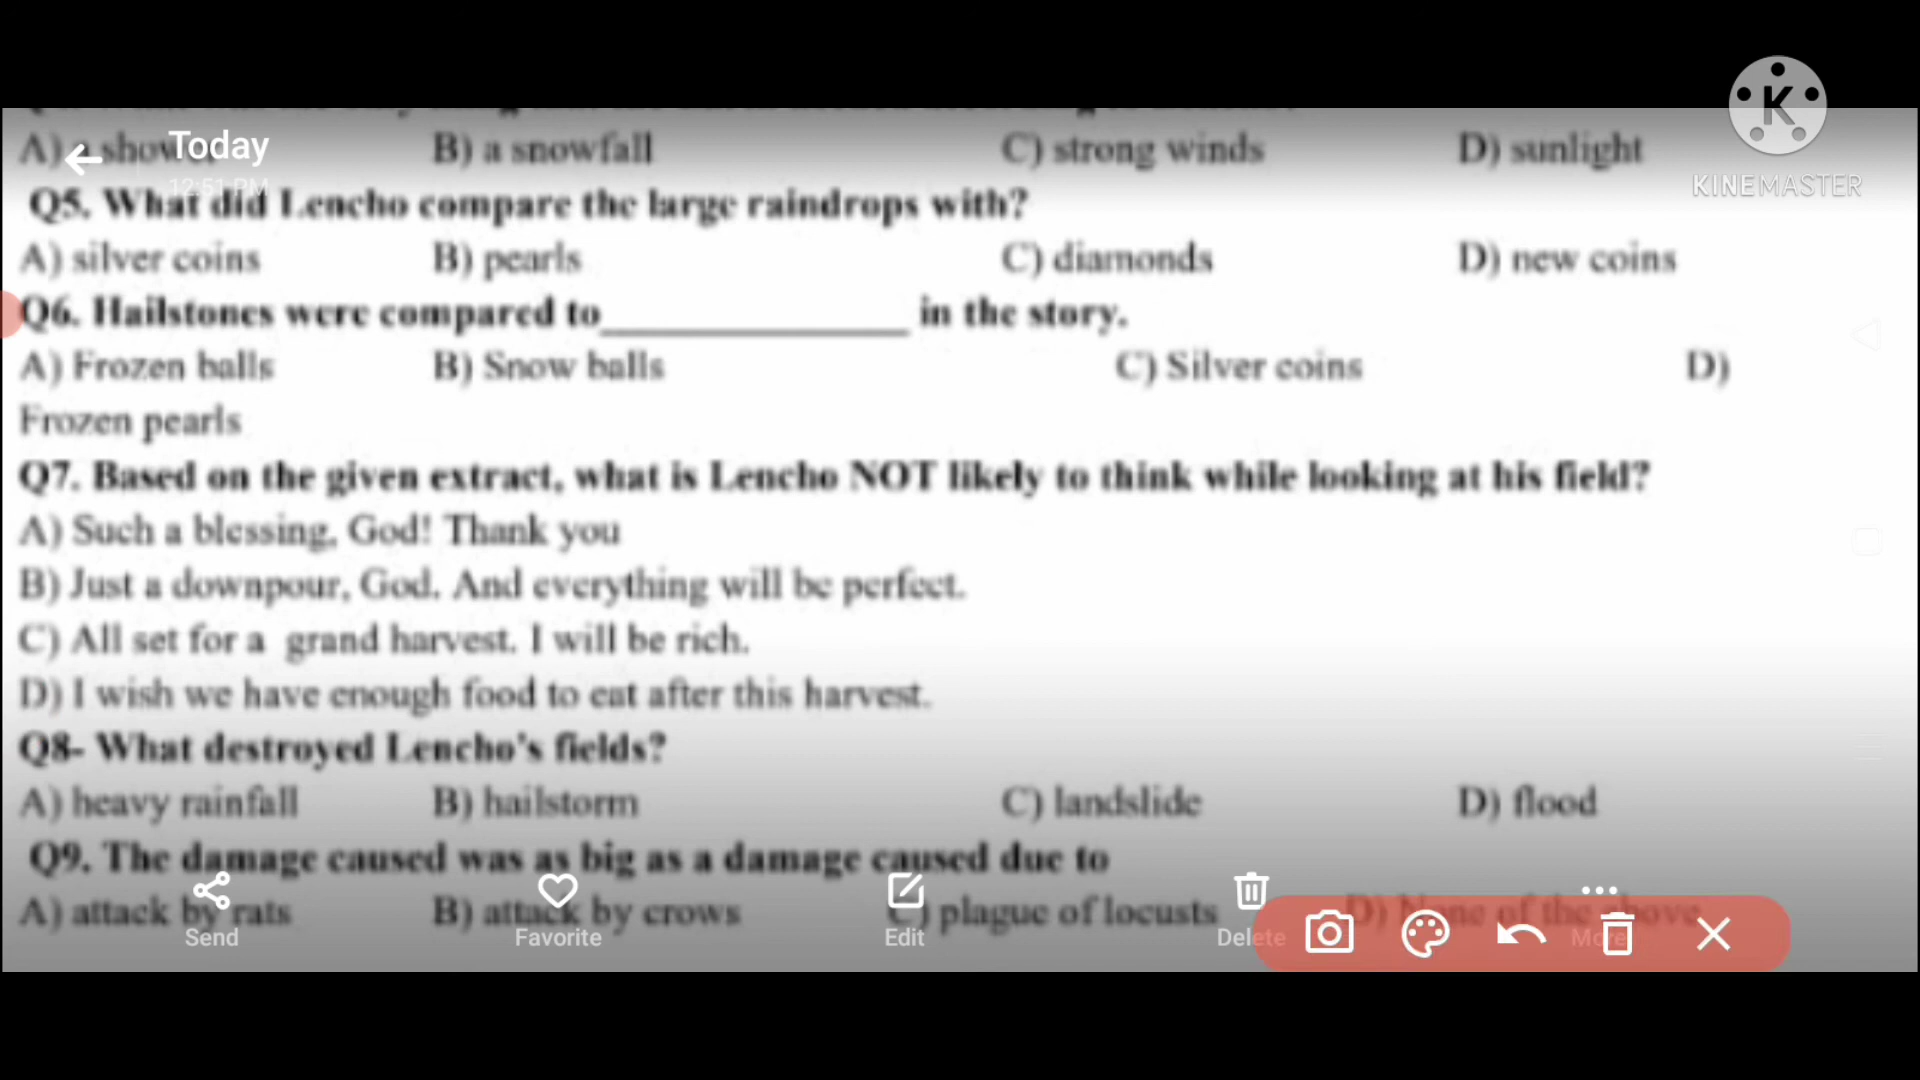 A) a shower B) a snowfall C) strong winds D) sunlight
Today
12:51 PM
KINEMASTER
Q5. What did Lencho compare the large raindrops with?
A) silver coins B) pearls C) diamonds D) new coins
Q6. Hailstones were compared to______________ in the story.
A) Frozen balls B) Snow balls C) Silver coins D)
Frozen pearls
Q7. Based on the given extract, what is Lencho NOT likely to think while looking at his field?
A) Such a blessing, God! Thank you
B) Just a downpour, God. And everything will be perfect.
C) All set for a grand harvest. I will be rich.
D) I wish we have enough food to eat after this harvest.
Q8- What destroyed Lencho's fields?
A) heavy rainfall B) hailstorm C) landslide D) flood
Q9. The damage caused was as big as a damage caused due to
A) attack by rats B) attack by crows C) plague of locusts D) None of the above
Send Favorite Edit Delete More